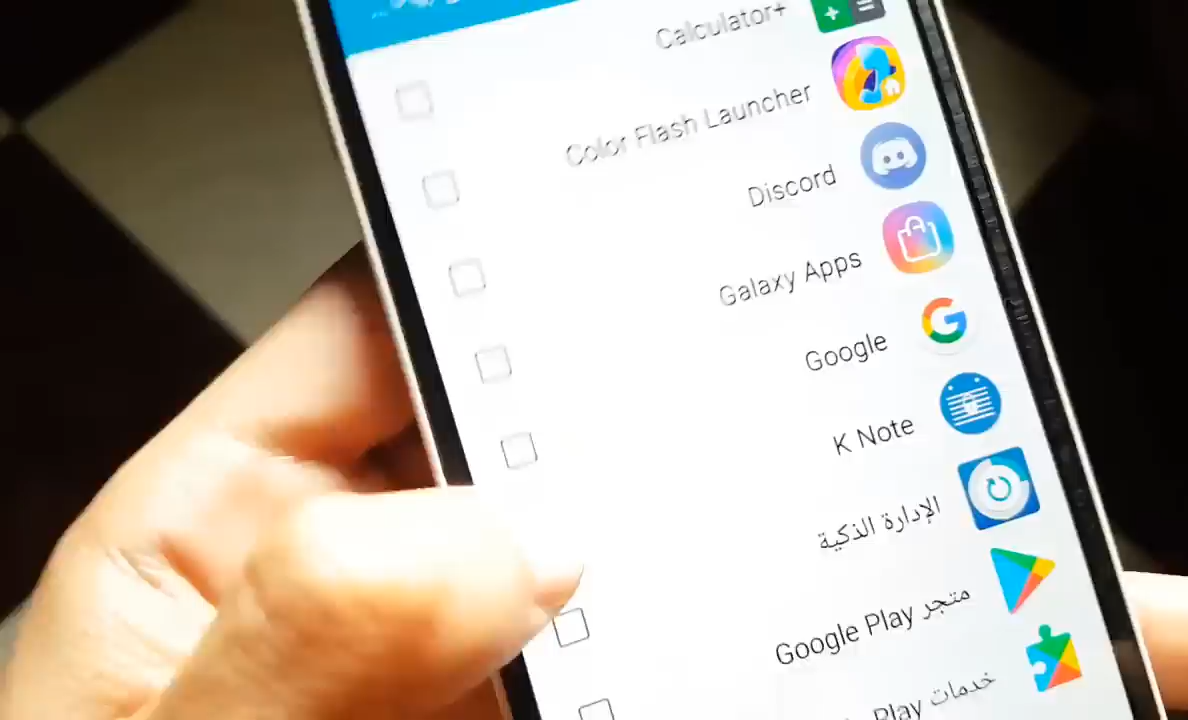 Calculator+
Color Flash Launcher
Discord
Galaxy Apps
Google
K Note
الإدارة الذكية
متجر Google Play
خدمات Play